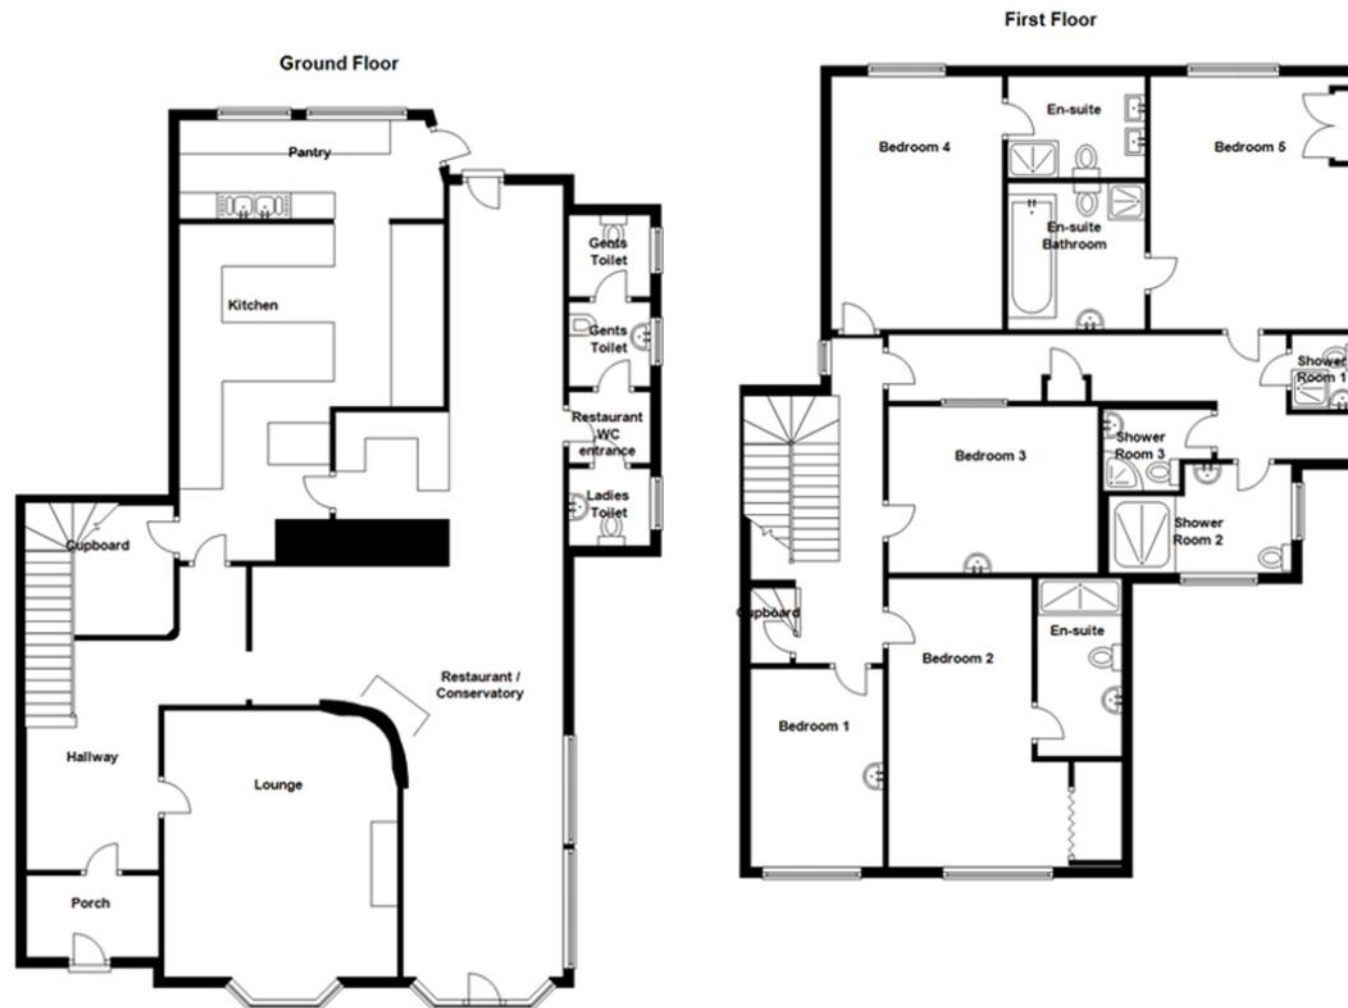 Ground Floor
Pantry
Kitchen
Gents
Toilet
Gents
Toilet
Restaurant
WC
entrance
Ladies
Toilet
Cupboard
Restaurant /
Conservatory
Hallway
Lounge
Porch
First Floor
Bedroom 4
En-suite
Bedroom 5
En-suite
Bathroom
Shower
Room 1
Bedroom 3
Shower
Room 3
Shower
Room 2
Cupboard
En-suite
Bedroom 2
Bedroom 1